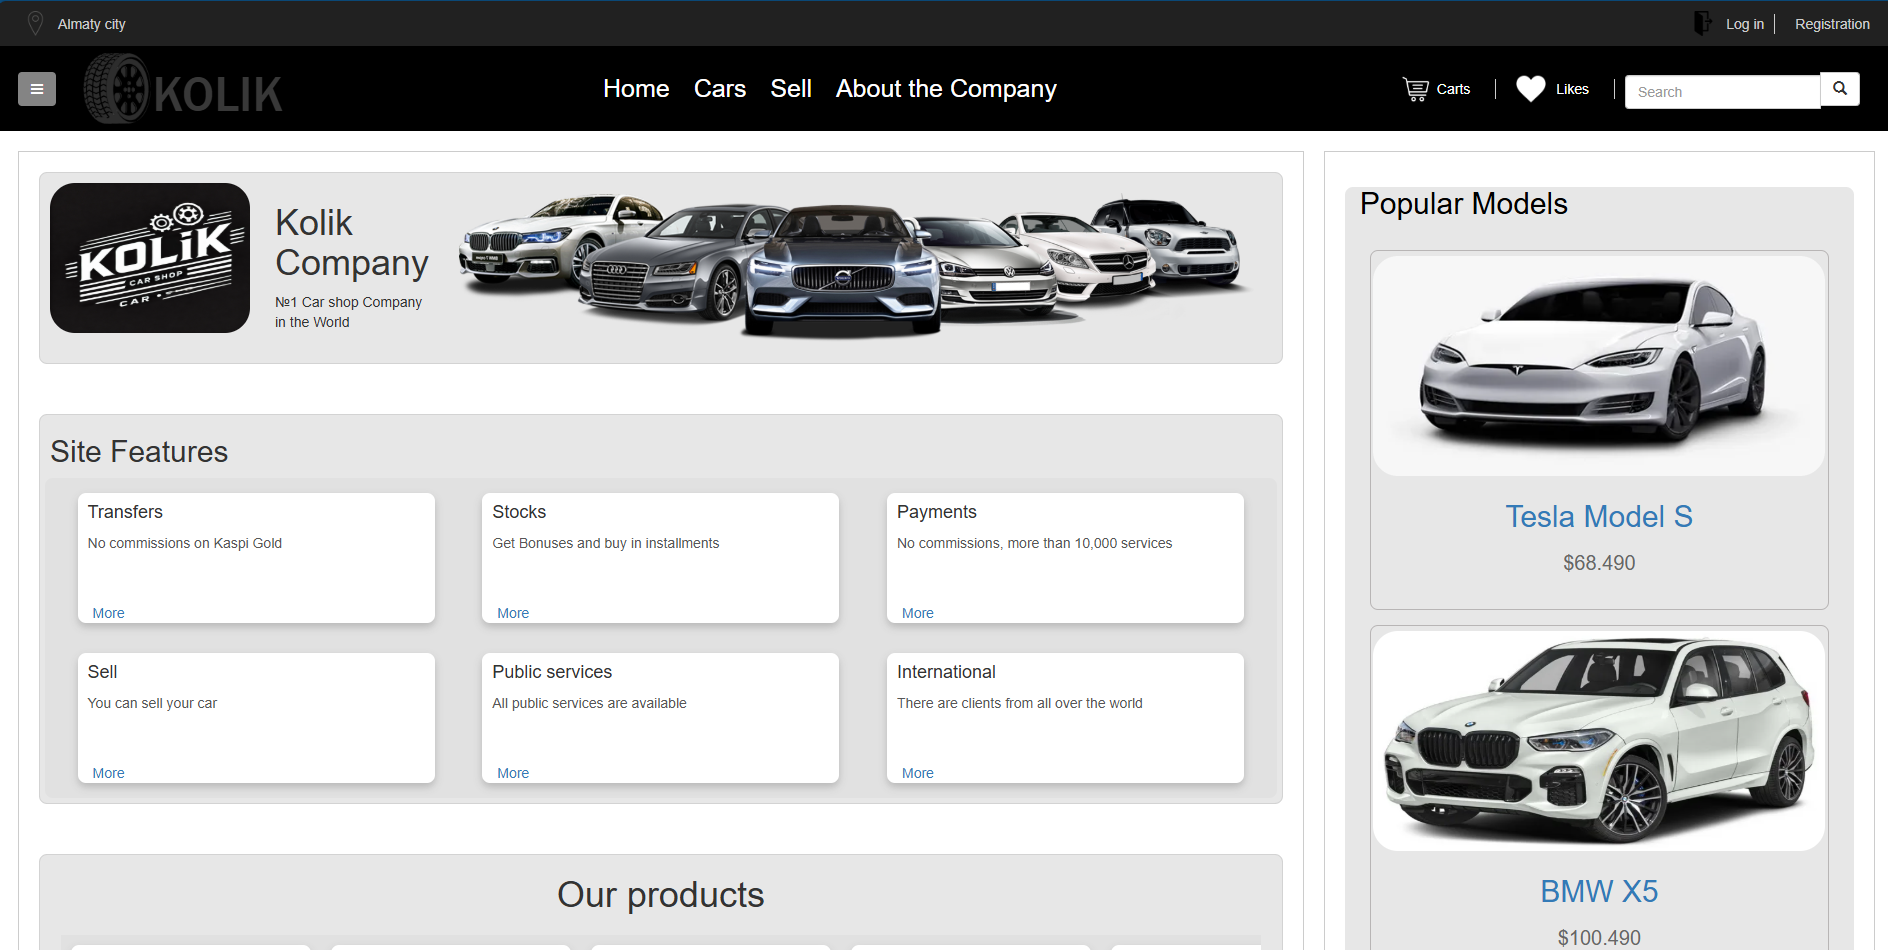 Almaty city
Log in
Registration
KOLIK
Home
Cars
Sell
About the Company
Carts
Likes
Search
KOLiK
CAR SHOP
CAR
Kolik
Company
№1 Car shop Company
in the World
Site Features
Transfers
No commissions on Kaspi Gold
More
Stocks
Get Bonuses and buy in installments
More
Payments
No commissions, more than 10,000 services
More
Sell
You can sell your car
More
Public services
All public services are available
More
International
There are clients from all over the world
More
Our products
Popular Models
Tesla Model S
$68.490
BMW X5
$100.490